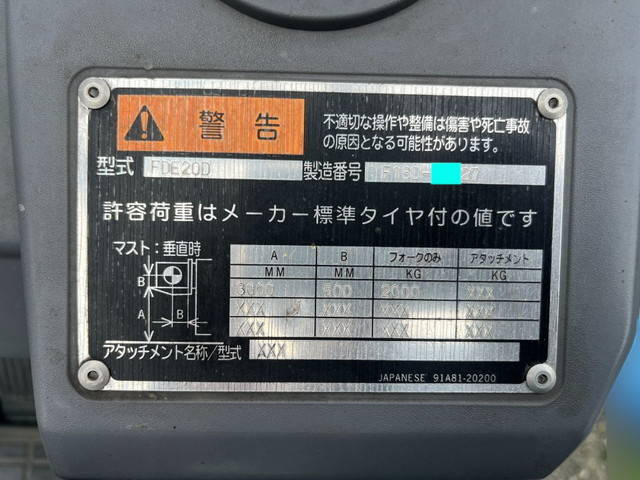 警告
不適切な操作や整備は傷害や死亡事故
の原因となる可能性があります。
型式 FDE20D 製造番号 27
許容荷重はメーカー標準タイヤ付の値です
マスト:垂直時
A B フォークのみ アタッチメント
MM MM KG KG
3000 500 2000 XXX
XXX XXX XXX XXX
XXX XXX XXX XXX
B
A
B
アタッチメント名称/型式 XXX
JAPANESE 91A81-20200